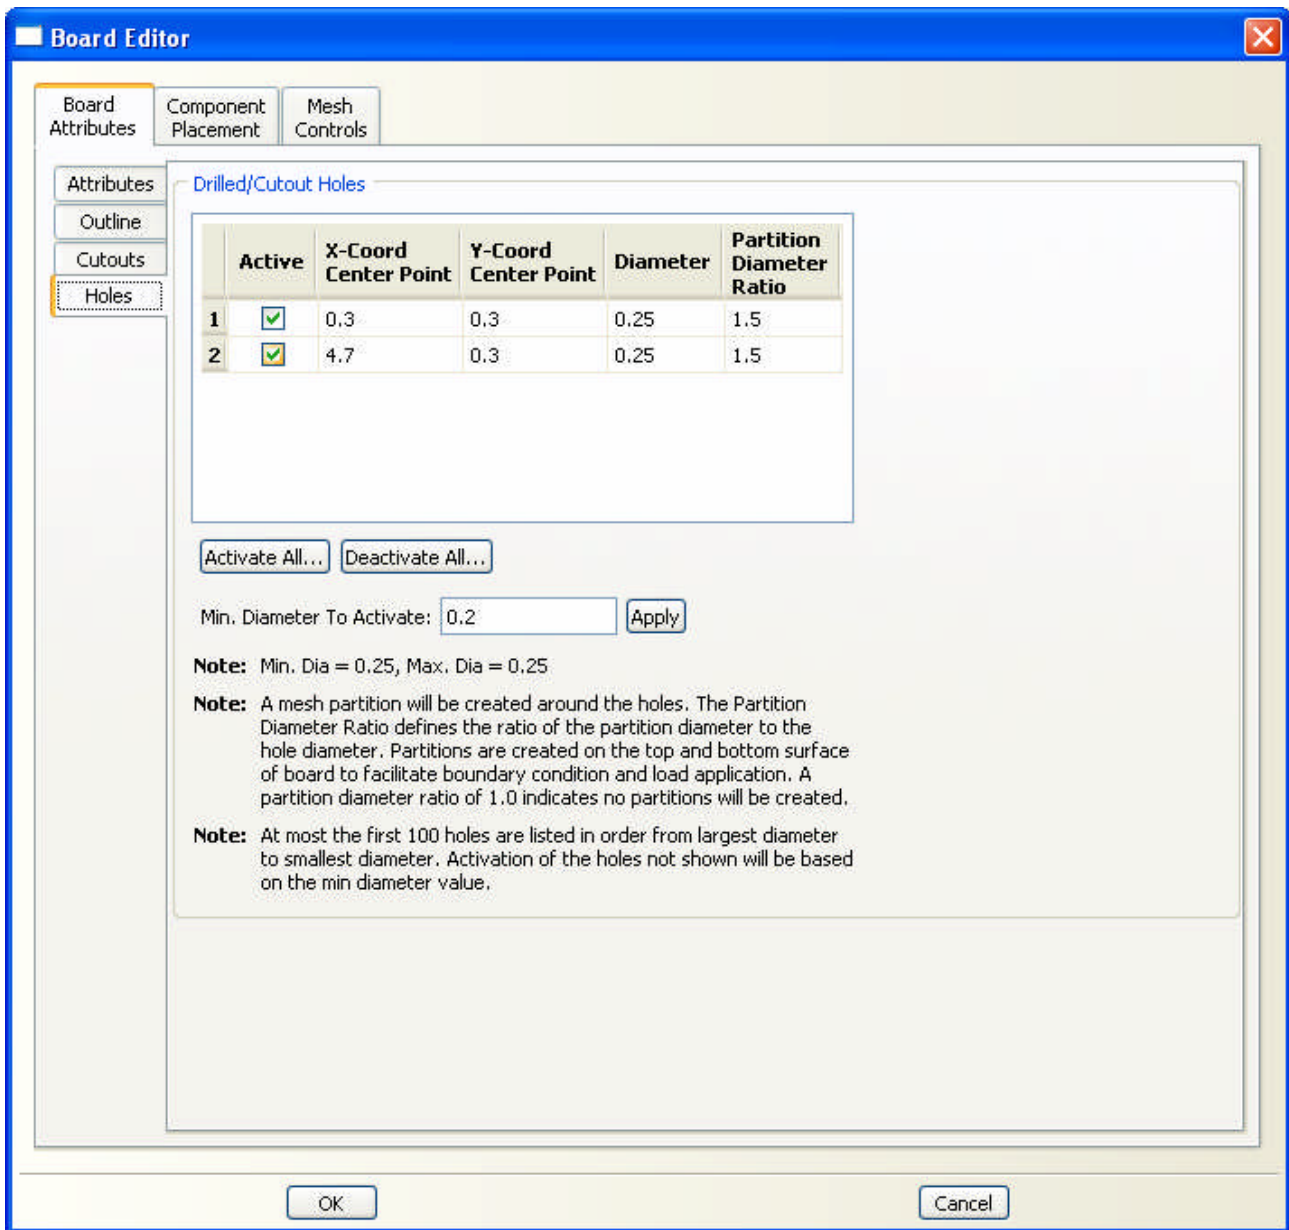 Board Editor
Board Attributes
Component Placement
Mesh Controls
Attributes
Outline
Cutouts
Holes
Drilled/Cutout Holes
Active X-Coord Center Point Y-Coord Center Point Diameter Partition Diameter Ratio
1 0.3 0.3 0.25 1.5
2 4.7 0.3 0.25 1.5
Activate All... Deactivate All...
Min. Diameter To Activate: 0.2 Apply
Note: Min. Dia = 0.25, Max. Dia = 0.25
Note: A mesh partition will be created around the holes. The Partition
Diameter Ratio defines the ratio of the partition diameter to the
hole diameter. Partitions are created on the top and bottom surface
of board to facilitate boundary condition and load application. A
partition diameter ratio of 1.0 indicates no partitions will be created.
Note: At most the first 100 holes are listed in order from largest diameter
to smallest diameter. Activation of the holes not shown will be based
on the min diameter value.
OK Cancel